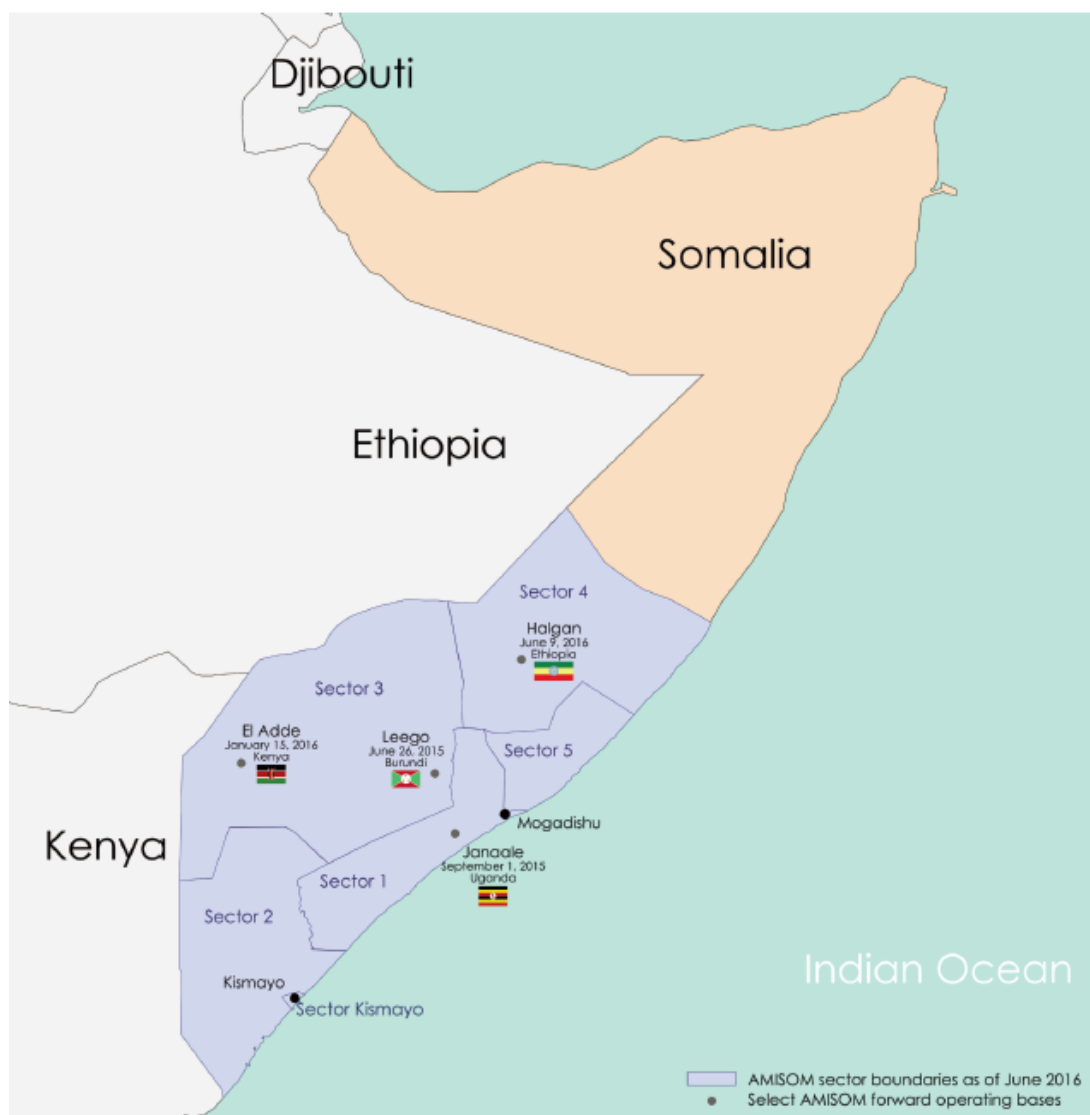 Djibouti
Somalia
Ethiopia
Sector 4
Halgan
June 9, 2016
Ethiopia
Sector 3
El Adde
January 15, 2016
Kenya
Leego
June 26, 2015
Burundi
Sector 5
Mogadishu
Kenya
Janaale
September 1, 2015
Uganda
Sector 1
Sector 2
Kismayo
Sector Kismayo
Indian Ocean
AMISOM sector boundaries as of June 2016
Select AMISOM forward operating bases